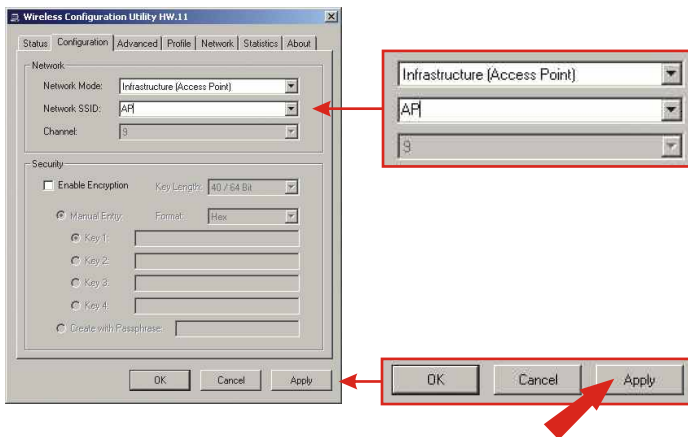 Wireless Configuration Utility HW.11
Status Configuration Advanced Profile Network Statistics About
Network
Network Mode: Infrastructure (Access Point)
Network SSID: AP
Channel: 9
Security
Enable Encryption Key Length: 40 / 64 Bit
Manual Entry: Format: Hex
Key 1:
Key 2:
Key 3:
Key 4
Create with Passphrase:
OK Cancel Apply
Infrastructure (Access Point)
AP
9
OK Cancel Apply